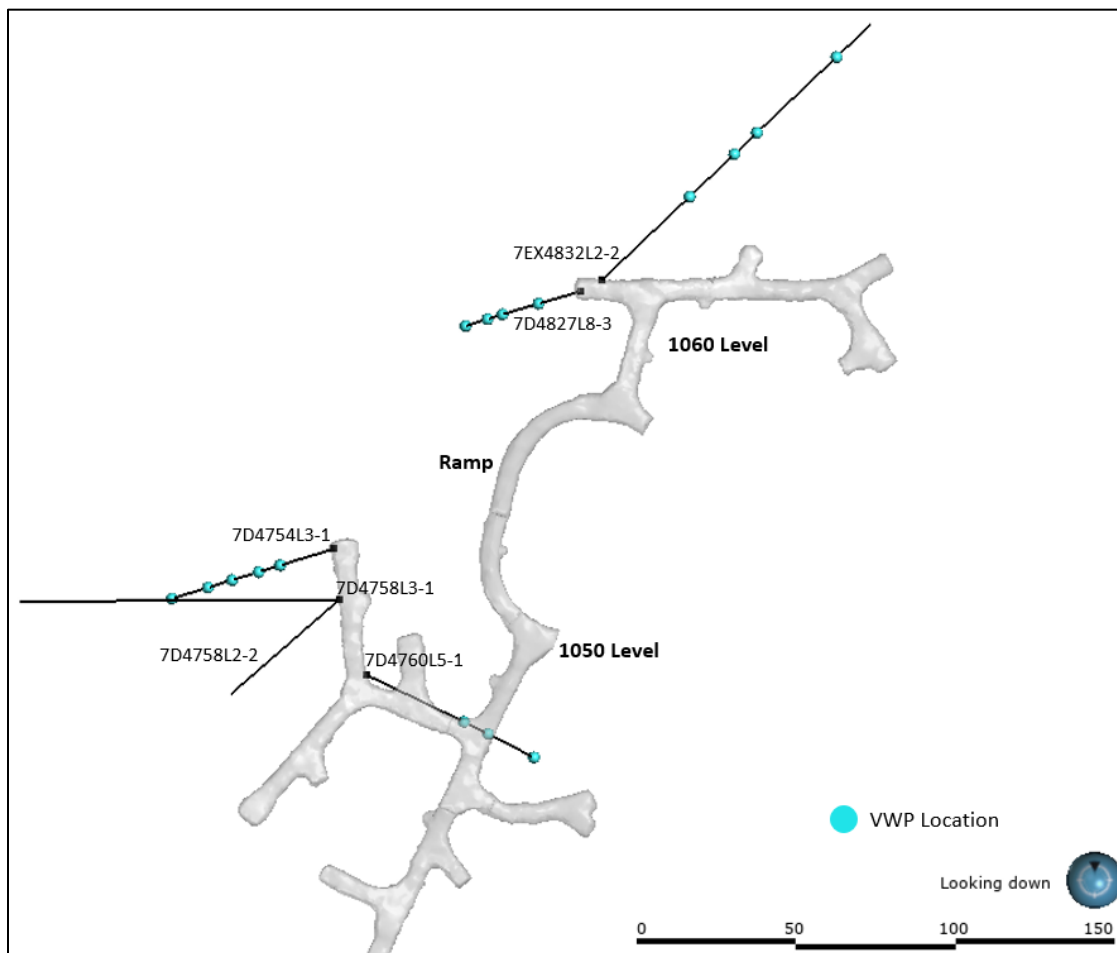 7EX4832L2-2
7D4827L8-3
1060 Level
Ramp
7D4754L3-1
7D4758L3-1
7D4758L2-2
7D4760L5-1
1050 Level
VWP Location
Looking down
0 50 100 150